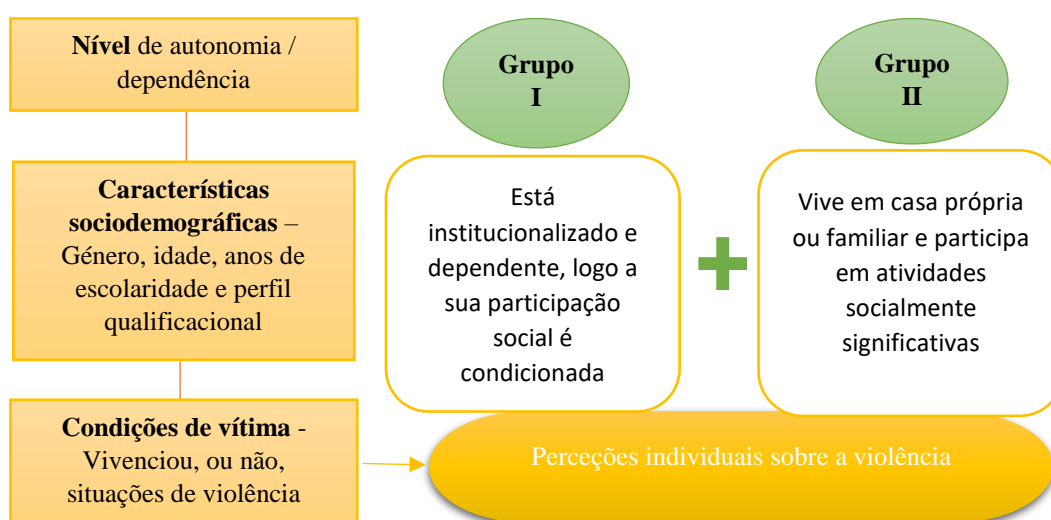 Nível de autonomia /
dependência
Características
sociodemográficas –
Género, idade, anos de
escolaridade e perfil
qualificacional
Condições de vítima -
Vivenciou, ou não,
situações de violência
Grupo
I
Está
institucionalizado e
dependente, logo a
sua participação
social é
condicionada
Grupo
II
Vive em casa própria
ou familiar e participa
em atividades
socialmente
significativas
Perceções individuais sobre a violência